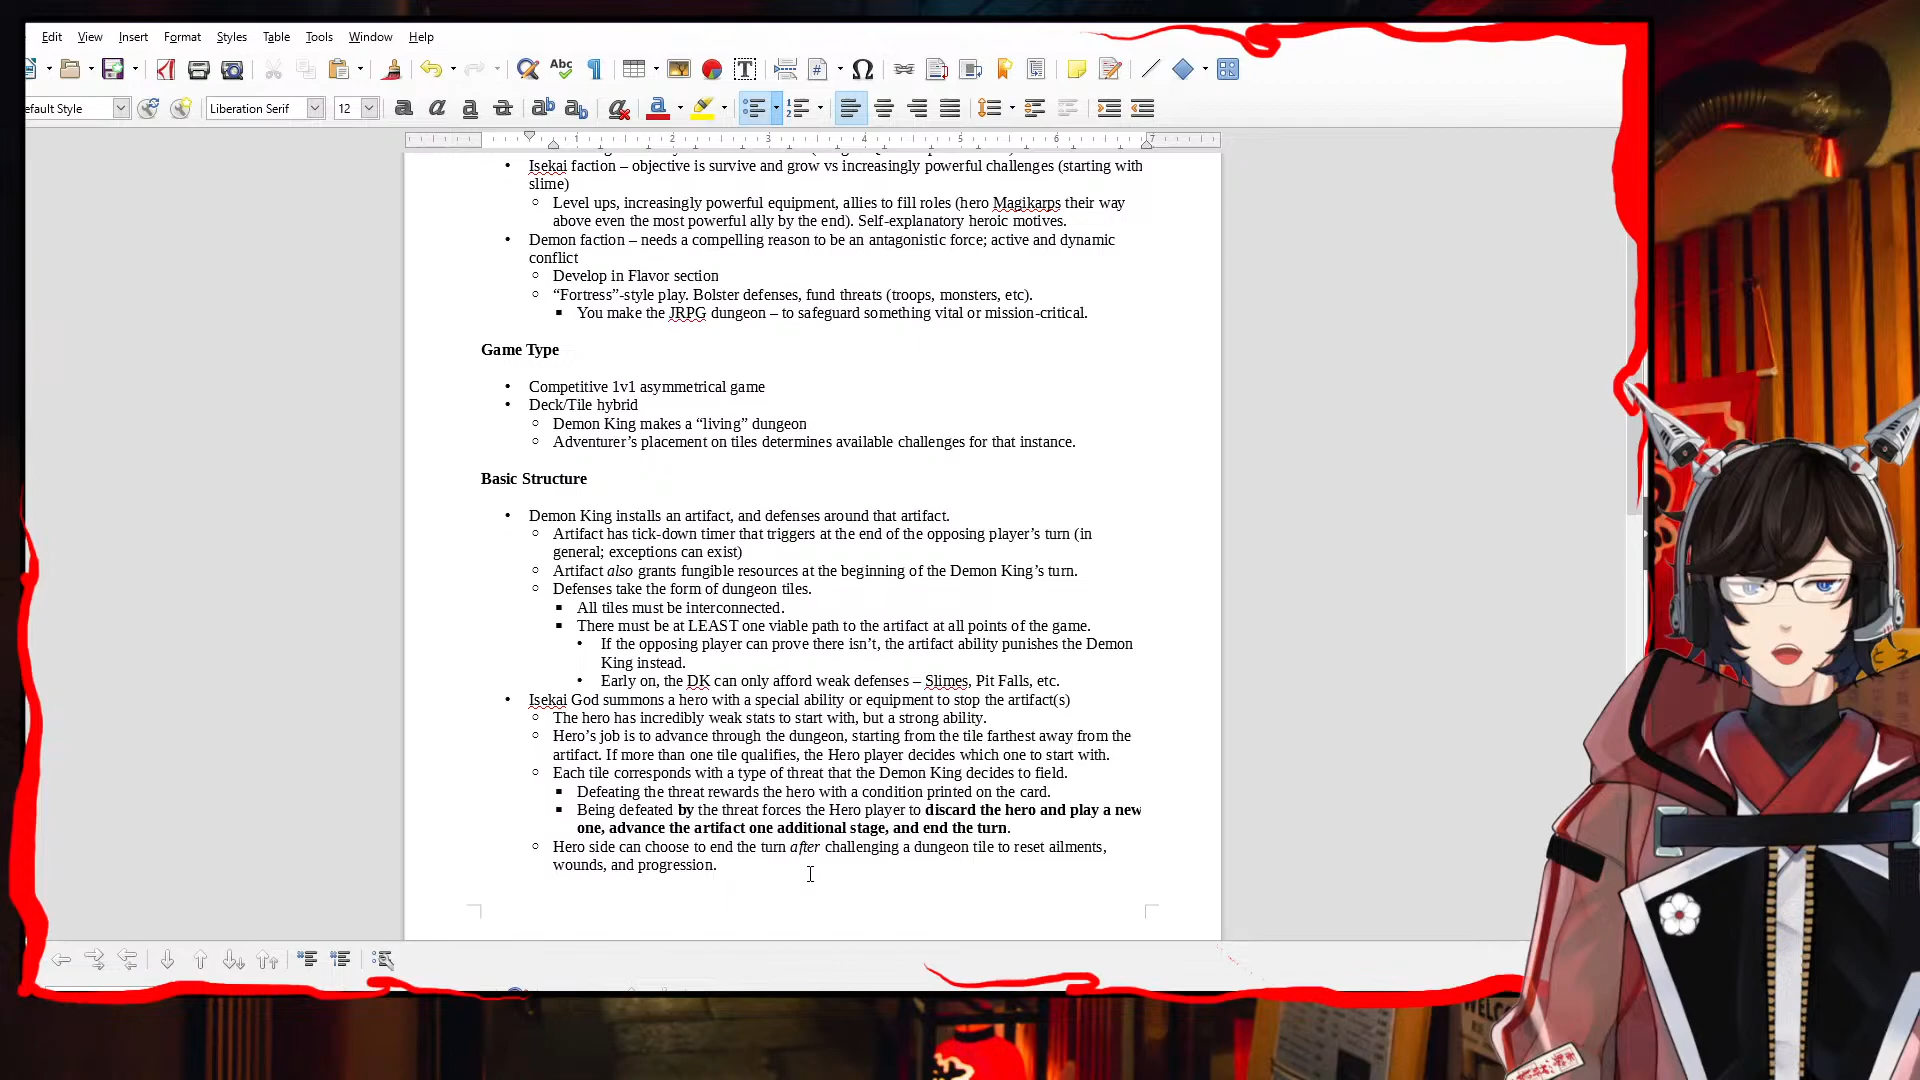 Edit View Insert Format Styles Table Tools Window Help
Abc
efault Style Liberation Serif 12
1 2 3 4 5 6 7
• Isekai faction – objective is survive and grow vs increasingly powerful challenges (starting with
slime)
◦ Level ups, increasingly powerful equipment, allies to fill roles (hero Magikarps their way
above even the most powerful ally by the end). Self-explanatory heroic motives.
• Demon faction – needs a compelling reason to be an antagonistic force; active and dynamic
conflict
◦ Develop in Flavor section
◦ “Fortress”-style play. Bolster defenses, fund threats (troops, monsters, etc).
▪ You make the JRPG dungeon – to safeguard something vital or mission-critical.
Game Type
• Competitive 1v1 asymmetrical game
• Deck/Tile hybrid
◦ Demon King makes a “living” dungeon
◦ Adventurer’s placement on tiles determines available challenges for that instance.
Basic Structure
• Demon King installs an artifact, and defenses around that artifact.
◦ Artifact has tick-down timer that triggers at the end of the opposing player’s turn (in
general; exceptions can exist)
◦ Artifact also grants fungible resources at the beginning of the Demon King’s turn.
◦ Defenses take the form of dungeon tiles.
▪ All tiles must be interconnected.
▪ There must be at LEAST one viable path to the artifact at all points of the game.
• If the opposing player can prove there isn’t, the artifact ability punishes the Demon
King instead.
• Early on, the DK can only afford weak defenses – Slimes, Pit Falls, etc.
• Isekai God summons a hero with a special ability or equipment to stop the artifact(s)
◦ The hero has incredibly weak stats to start with, but a strong ability.
◦ Hero’s job is to advance through the dungeon, starting from the tile farthest away from the
artifact. If more than one tile qualifies, the Hero player decides which one to start with.
◦ Each tile corresponds with a type of threat that the Demon King decides to field.
▪ Defeating the threat rewards the hero with a condition printed on the card.
▪ Being defeated by the threat forces the Hero player to discard the hero and play a new
one, advance the artifact one additional stage, and end the turn.
◦ Hero side can choose to end the turn after challenging a dungeon tile to reset ailments,
wounds, and progression.